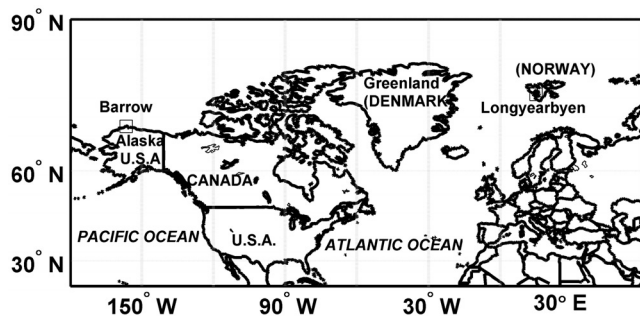 90° N
(NORWAY)
Greenland
(DENMARK
Longyearbyen
Barrow
Alaska
U.S.A
60° N
CANADA
PACIFIC OCEAN
U.S.A.
ATLANTIC OCEAN
30° N
150° W
90° W
30° W
30° E